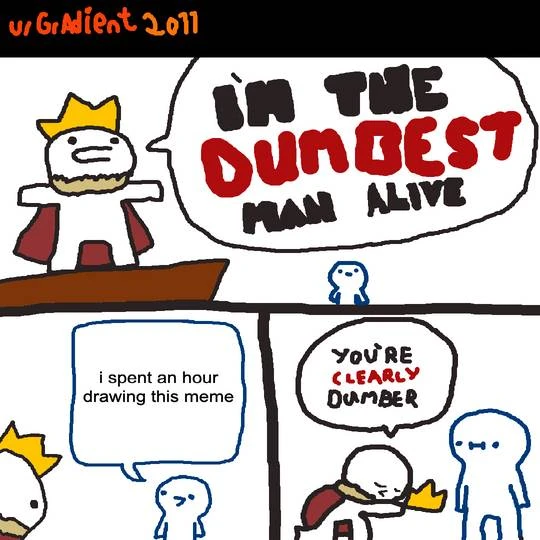 u/GrAdient 2011
I'M THE
DUMBEST
MAN ALIVE
i spent an hour
drawing this meme
YOU'RE
CLEARLY
DUMBER